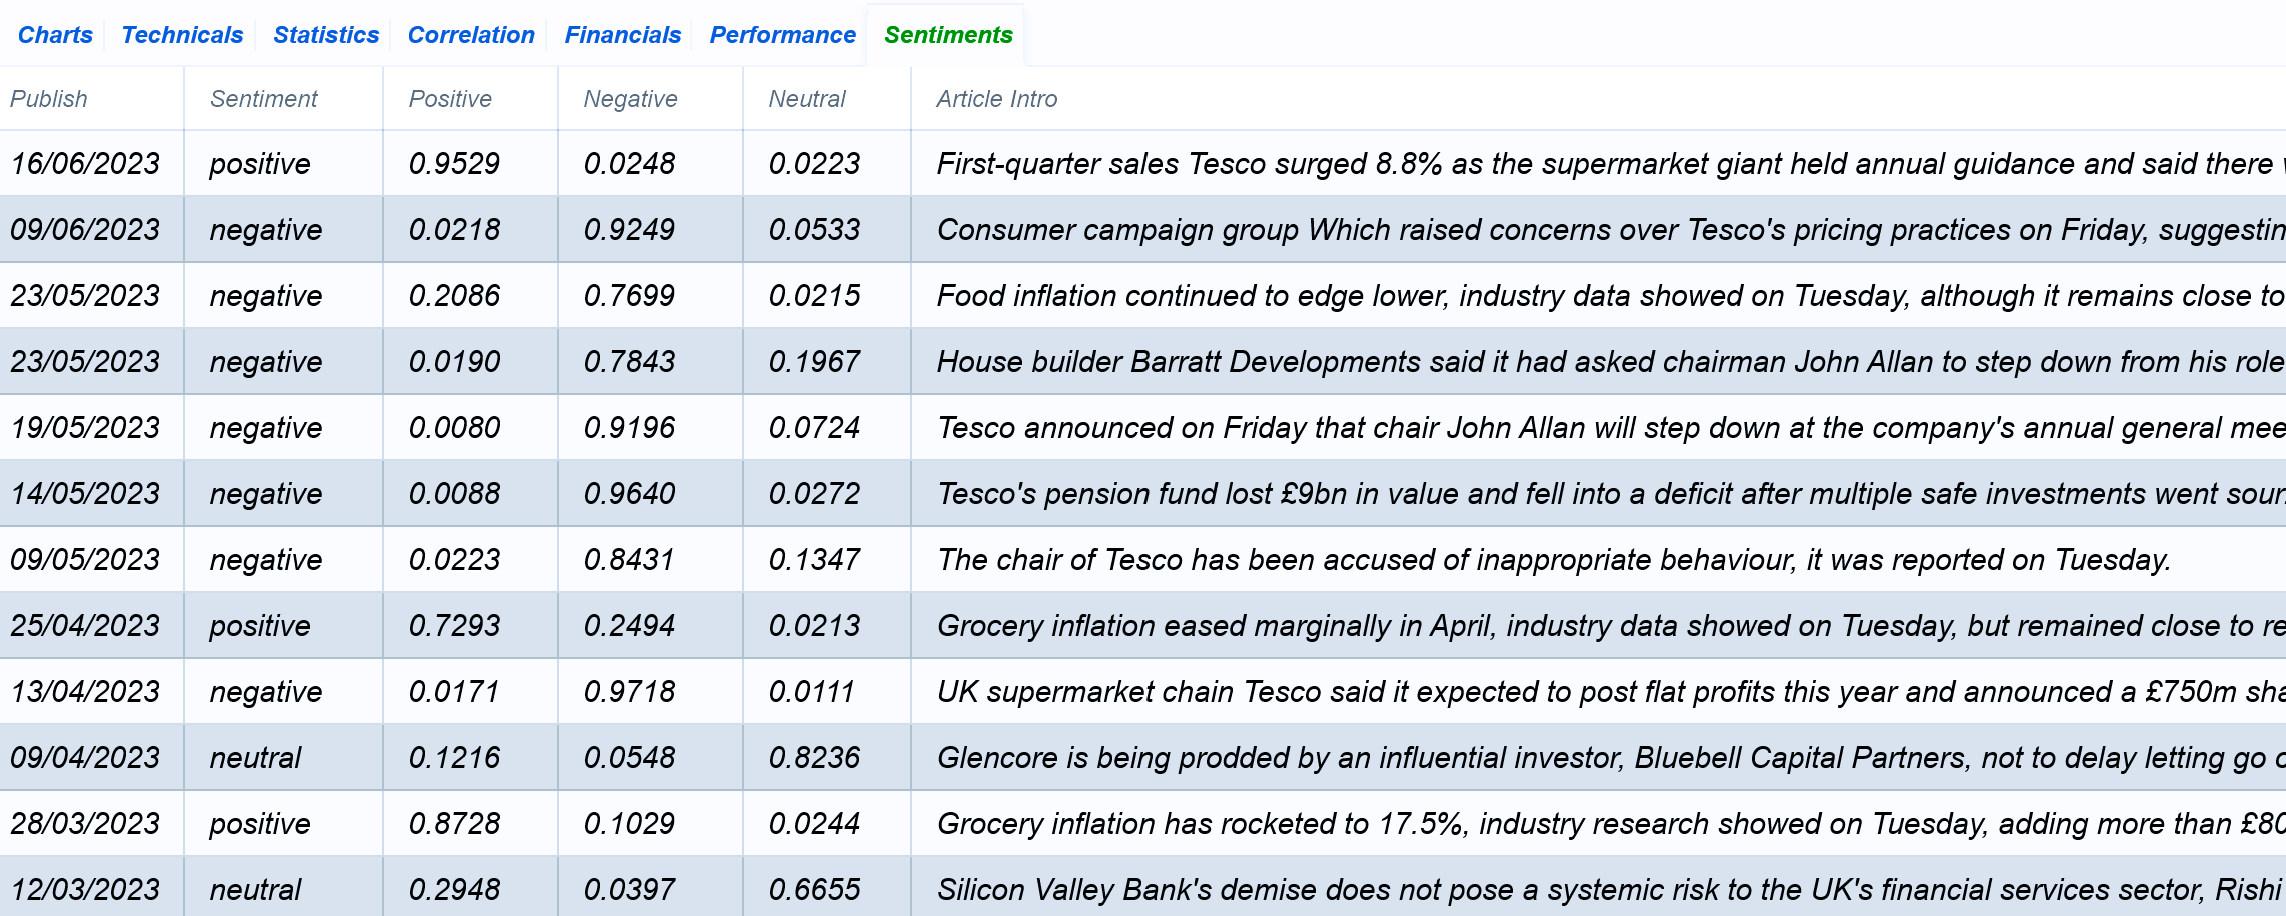 Charts Technicals Statistics Correlation Financials Performance Sentiments
Publish Sentiment Positive Negative Neutral Article Intro
16/06/2023 positive 0.9529 0.0248 0.0223 First-quarter sales Tesco surged 8.8% as the supermarket giant held annual guidance and said there
09/06/2023 negative 0.0218 0.9249 0.0533 Consumer campaign group Which raised concerns over Tesco's pricing practices on Friday, suggestin
23/05/2023 negative 0.2086 0.7699 0.0215 Food inflation continued to edge lower, industry data showed on Tuesday, although it remains close to
23/05/2023 negative 0.0190 0.7843 0.1967 House builder Barratt Developments said it had asked chairman John Allan to step down from his role
19/05/2023 negative 0.0080 0.9196 0.0724 Tesco announced on Friday that chair John Allan will step down at the company's annual general mee
14/05/2023 negative 0.0088 0.9640 0.0272 Tesco's pension fund lost £9bn in value and fell into a deficit after multiple safe investments went sour
09/05/2023 negative 0.0223 0.8431 0.1347 The chair of Tesco has been accused of inappropriate behaviour, it was reported on Tuesday.
25/04/2023 positive 0.7293 0.2494 0.0213 Grocery inflation eased marginally in April, industry data showed on Tuesday, but remained close to re
13/04/2023 negative 0.0171 0.9718 0.0111 UK supermarket chain Tesco said it expected to post flat profits this year and announced a £750m sha
09/04/2023 neutral 0.1216 0.0548 0.8236 Glencore is being prodded by an influential investor, Bluebell Capital Partners, not to delay letting go
28/03/2023 positive 0.8728 0.1029 0.0244 Grocery inflation has rocketed to 17.5%, industry research showed on Tuesday, adding more than £80
12/03/2023 neutral 0.2948 0.0397 0.6655 Silicon Valley Bank's demise does not pose a systemic risk to the UK's financial services sector, Rishi